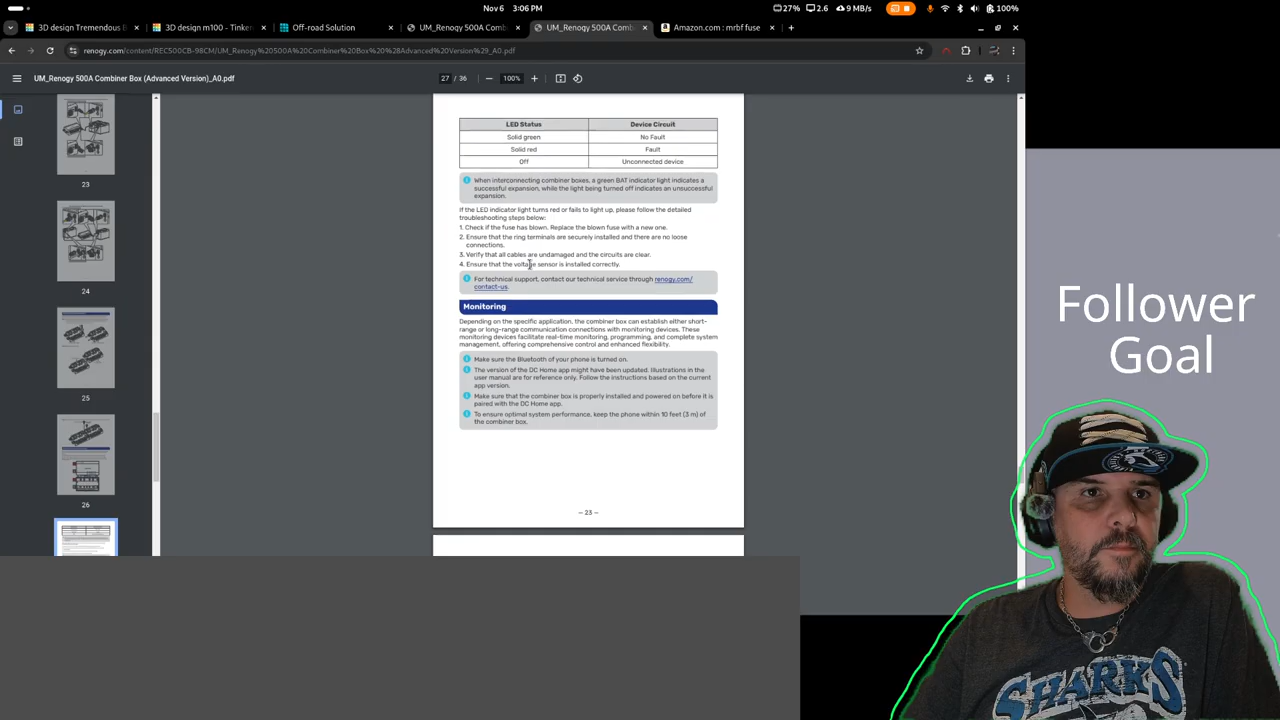 Nov 6 3:06 PM
27% 2.6 9 MB/s 100%
3D design Tremendous B
3D design m100 - Tinker
Off-road Solution
UM_Renogy 500A Comb
UM_Renogy 500A Comb
Amazon.com : mrbf fuse
renogy.com/content/REC500CB-98CM/UM_Renogy%20500A%20Combiner%20Box%20%28Advanced%20Version%29_A0.pdf
UM_Renogy 500A Combiner Box (Advanced Version)_A0.pdf
27 / 36
100%
23
24
25
26
LED Status Device Circuit
Solid green No Fault
Solid red Fault
Off Unconnected device
When interconnecting combiner boxes, a green BAT indicator light indicates a
successful expansion, while the light being turned off indicates an unsuccessful
expansion.
If the LED indicator light turns red or fails to light up, please follow the detailed
troubleshooting steps below:
1. Check if the fuse has blown. Replace the blown fuse with a new one.
2. Ensure that the ring terminals are securely installed and there are no loose
connections.
3. Verify that all cables are undamaged and the circuits are clear.
4. Ensure that the voltage sensor is installed correctly.
For technical support, contact our technical service through renogy.com/
contact-us.
Monitoring
Depending on the specific application, the combiner box can establish either short-
range or long-range communication connections with monitoring devices. These
monitoring devices facilitate real-time monitoring, programming, and complete system
management, offering comprehensive control and enhanced flexibility.
Make sure the Bluetooth of your phone is turned on.
The version of the DC Home app might have been updated. Illustrations in the
user manual are for reference only. Follow the instructions based on the current
app version.
Make sure that the combiner box is properly installed and powered on before it is
paired with the DC Home app.
To ensure optimal system performance, keep the phone within 10 feet (3 m) of
the combiner box.
— 23 —
Follower
Goal
SHARKS